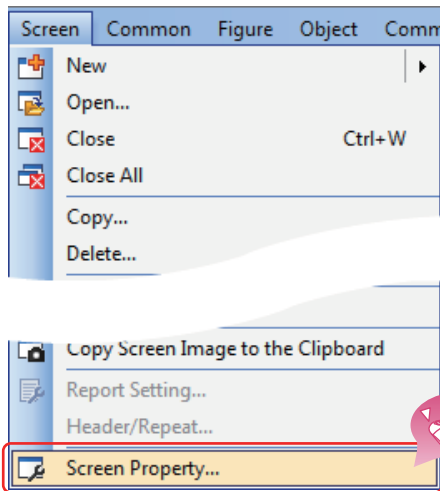 Screen Common Figure Object
New
Open...
Close Ctrl+W
Close All
Copy...
Delete...
Copy Screen Image to the Clipboard
Report Setting...
Header/Repeat...
Screen Property...